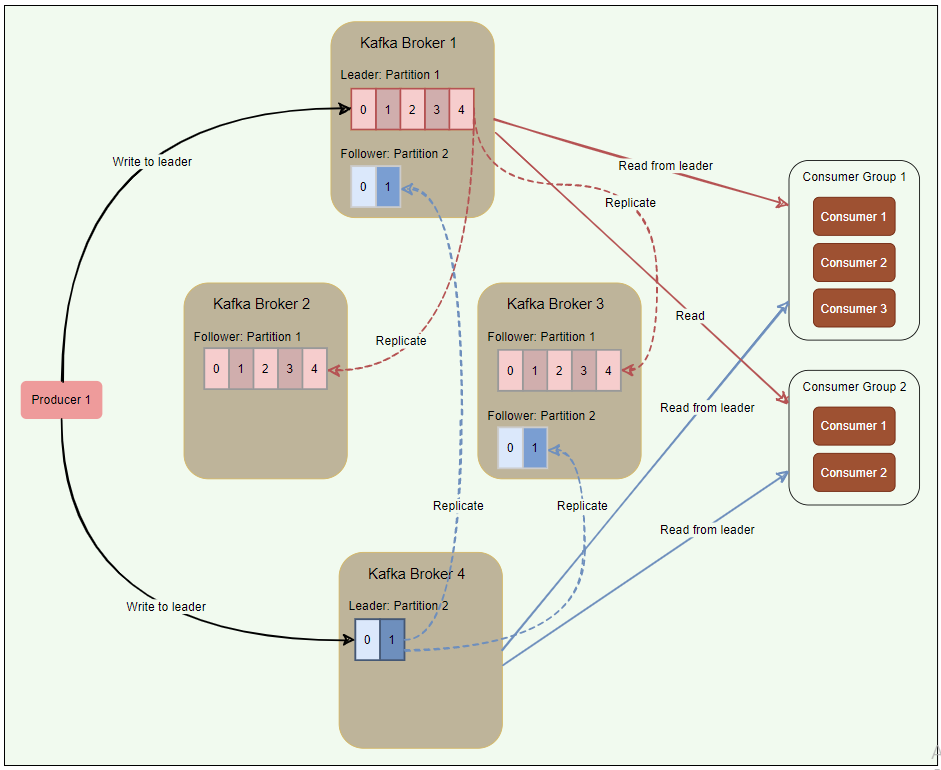 Kafka Broker 1
Leader: Partition 1
0 1 2 3 4
Follower: Partition 2
0 1
Write to leader
Read from leader
Replicate
Consumer Group 1
Consumer 1
Consumer 2
Consumer 3
Kafka Broker 2
Follower: Partition 1
0 1 2 3 4
Kafka Broker 3
Follower: Partition 1
0 1 2 3 4
Follower: Partition 2
0 1
Replicate
Read
Producer 1
Consumer Group 2
Consumer 1
Consumer 2
Read from leader
Replicate
Replicate
Read from leader
Kafka Broker 4
Leader: Partition 2
0 1
Write to leader